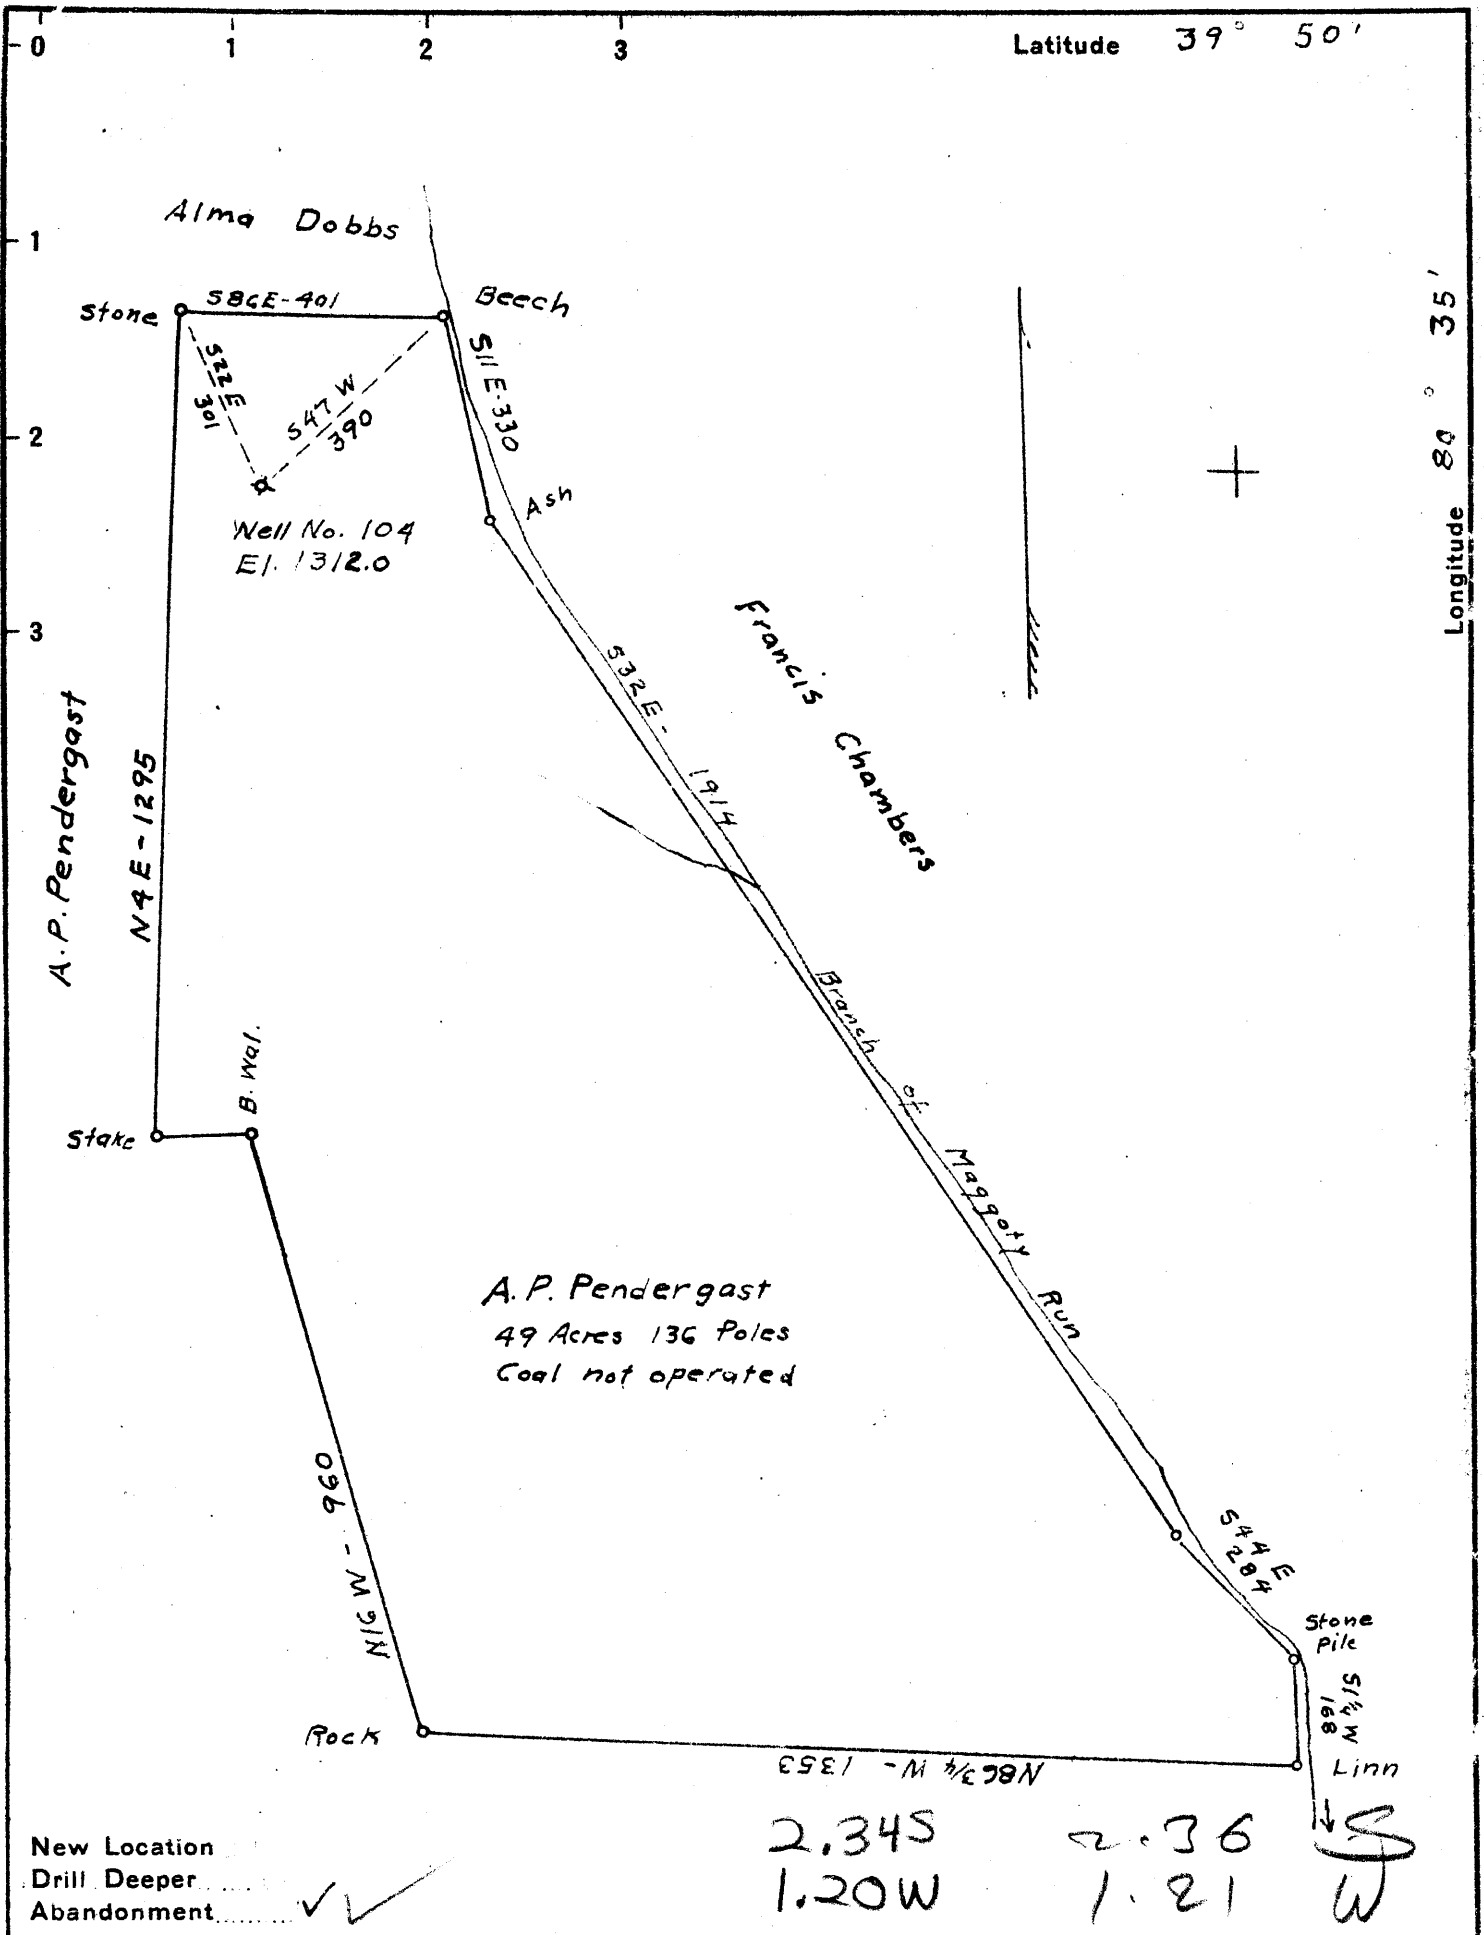 0 1 2 3 Latitude 39° 50'
1
2
3
Longitude 80° 35'
Alma Dobbs
Stone
S86E-401
Beech
S22E
301
S47W
390
S11E-330
Ash
Well No. 104
El. 1312.0
S32E-
1914
Francis Chambers
A.P. Pendergast
N4E-1295
Branch of Maggoty Run
Stake
B. Wal.
A.P. Pendergast
49 Acres 136 Poles
Coal not operated
N16W-960
S44E
284
Stone
Pile
S1¼W
168
Rock
N86¾W-1353
Linn
New Location
Drill Deeper
Abandonment ✓ ✓
2.34S 2.36 S
1.20W 1.21 W